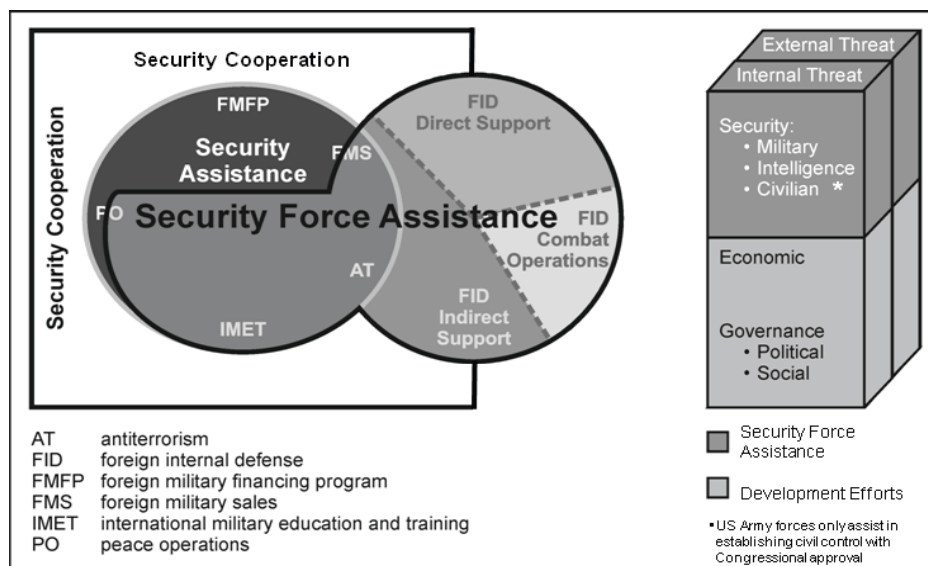 Security Cooperation
Security Cooperation
FMFP
Security
Assistance
FMS
PO
Security Force Assistance
AT
IMET
FID
Direct Support
FID
Combat
Operations
FID
Indirect
Support
External Threat
Internal Threat
Security:
• Military
• Intelligence
• Civilian *
Economic
Governance
• Political
• Social
Security Force
Assistance
Development Efforts
*US Army forces only assist in
establishing civil control with
Congressional approval
AT antiterrorism
FID foreign internal defense
FMFP foreign military financing program
FMS foreign military sales
IMET international military education and training
PO peace operations